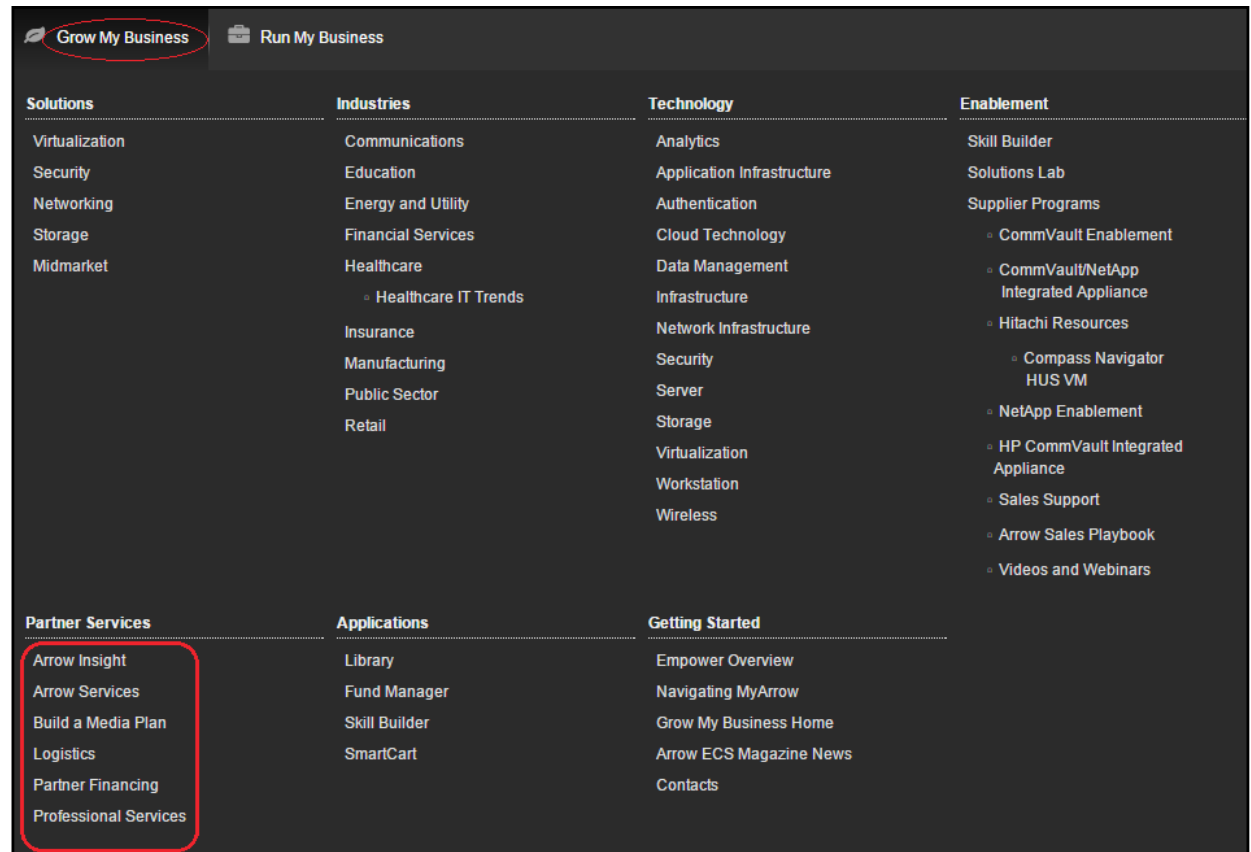 Grow My Business
Run My Business
Solutions
Virtualization
Security
Networking
Storage
Midmarket
Industries
Communications
Education
Energy and Utility
Financial Services
Healthcare
Healthcare IT Trends
Insurance
Manufacturing
Public Sector
Retail
Technology
Analytics
Application Infrastructure
Authentication
Cloud Technology
Data Management
Infrastructure
Network Infrastructure
Security
Server
Storage
Virtualization
Workstation
Wireless
Enablement
Skill Builder
Solutions Lab
Supplier Programs
CommVault Enablement
CommVault/NetApp
Integrated Appliance
Hitachi Resources
Compass Navigator
HUS VM
NetApp Enablement
HP CommVault Integrated
Appliance
Sales Support
Arrow Sales Playbook
Videos and Webinars
Partner Services
Arrow Insight
Arrow Services
Build a Media Plan
Logistics
Partner Financing
Professional Services
Applications
Library
Fund Manager
Skill Builder
SmartCart
Getting Started
Empower Overview
Navigating MyArrow
Grow My Business Home
Arrow ECS Magazine News
Contacts